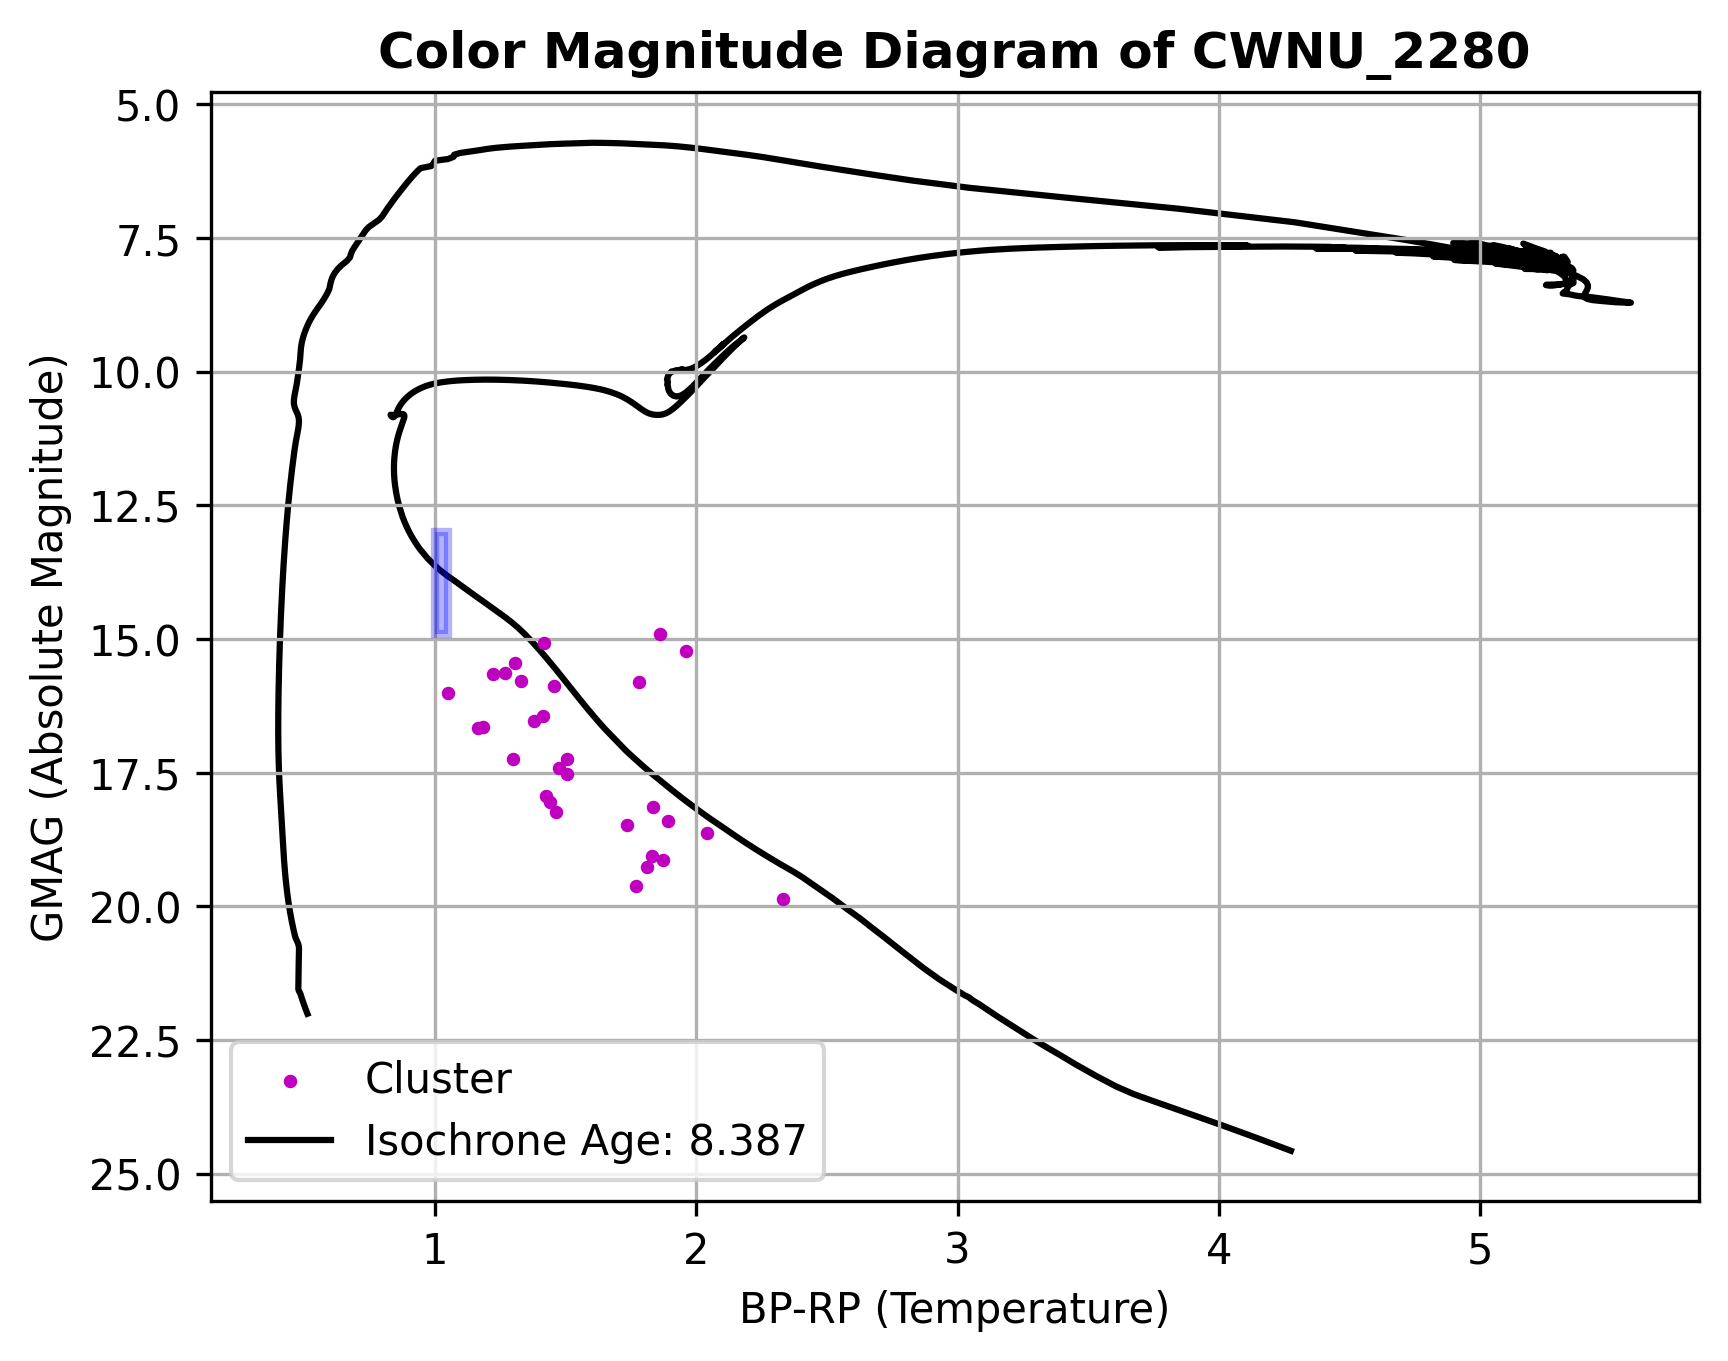 Color Magnitude Diagram of CWNU_2280
GMAG (Absolute Magnitude)
5.0
7.5
10.0
12.5
15.0
17.5
20.0
22.5
25.0
Cluster
Isochrone Age: 8.387
1 2 3 4 5
BP-RP (Temperature)